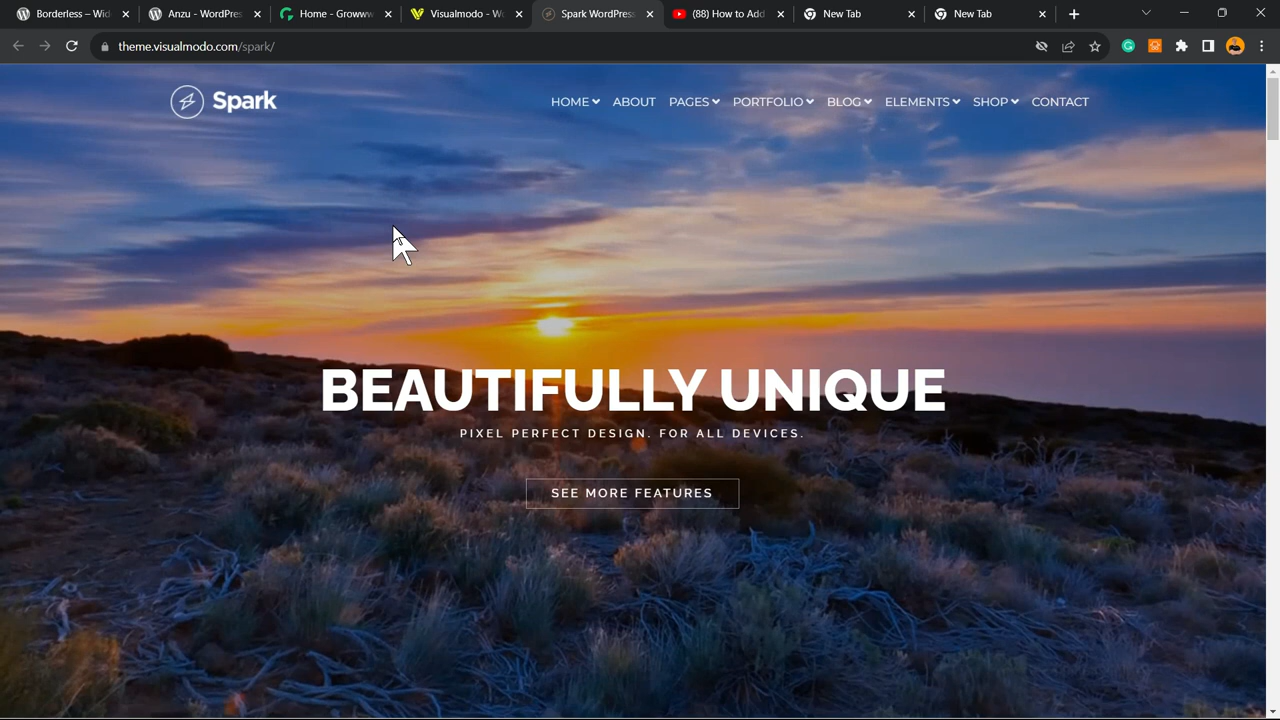 Borderless – Wid
Anzu - WordPres
Home - Growww
Visualmodo - W
Spark WordPress
(88) How to Add
New Tab
New Tab
theme.visualmodo.com/spark/
Spark
HOME
ABOUT
PAGES
PORTFOLIO
BLOG
ELEMENTS
SHOP
CONTACT
BEAUTIFULLY UNIQUE
PIXEL PERFECT DESIGN. FOR ALL DEVICES.
SEE MORE FEATURES